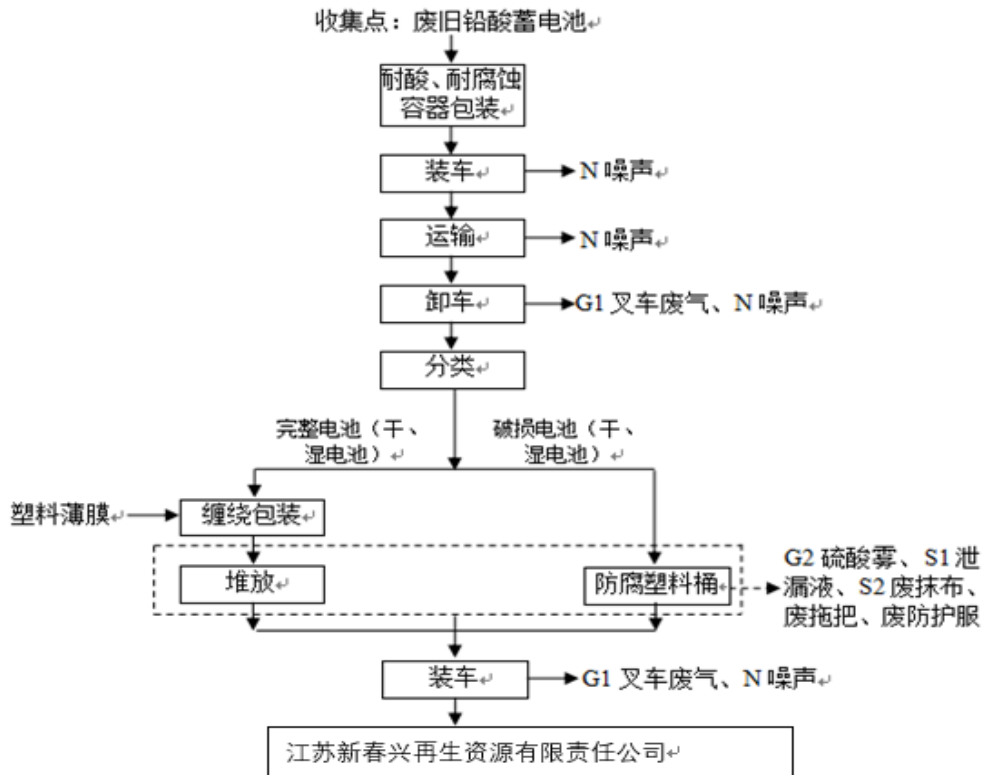 收集点：废旧铅酸蓄电池↵
耐酸、耐腐蚀
容器包装↵
装车↵
N 噪声↵
运输↵
N 噪声↵
卸车↵
G1 叉车废气、N 噪声↵
分类↵
完整电池（干、
湿电池）↵
破损电池（干、
湿电池）↵
塑料薄膜↵
缠绕包装↵
堆放↵
防腐塑料桶↵
G2 硫酸雾、S1 泄
漏液、S2 废抹布、
废拖把、废防护服
装车↵
G1 叉车废气、N 噪声↵
江苏新春兴再生资源有限责任公司↵